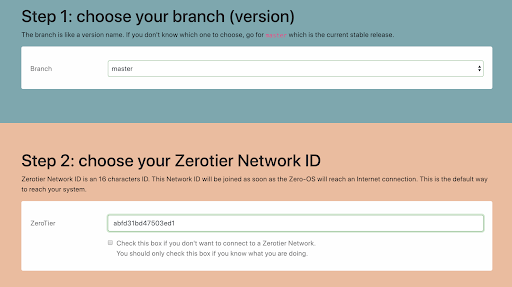 Step 1: choose your branch (version)
The branch is like a version name. If you don't know which one to choose, go for master which is the current stable release.
Branch
master
Step 2: choose your Zerotier Network ID
Zerotier Network ID is an 16 characters ID. This Network ID will be joined as soon as the Zero-OS will reach an Internet connection. This is the default way
to reach your system.
ZeroTier
abfd31bd47503ed1
Check this box if you don't want to connect to a Zerotier Network.
You should only check this box if you know what you are doing.